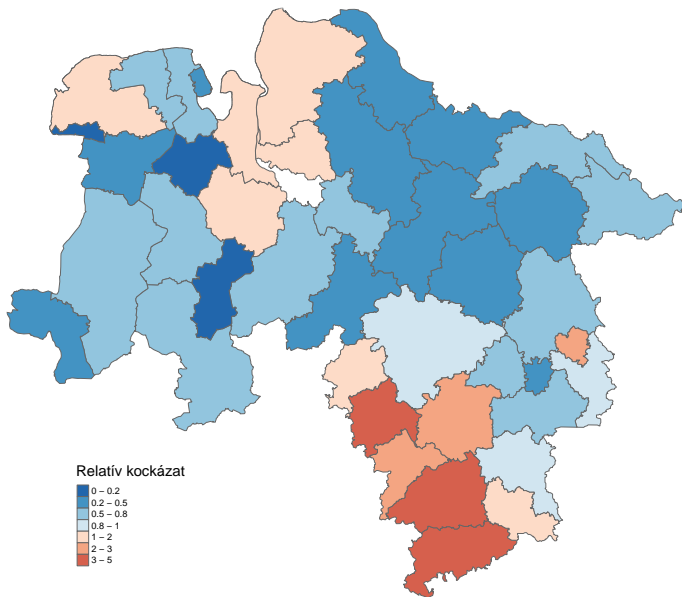 Relatív kockázat
0 – 0.2
0.2 – 0.5
0.5 – 0.8
0.8 – 1
1 – 2
2 – 3
3 – 5